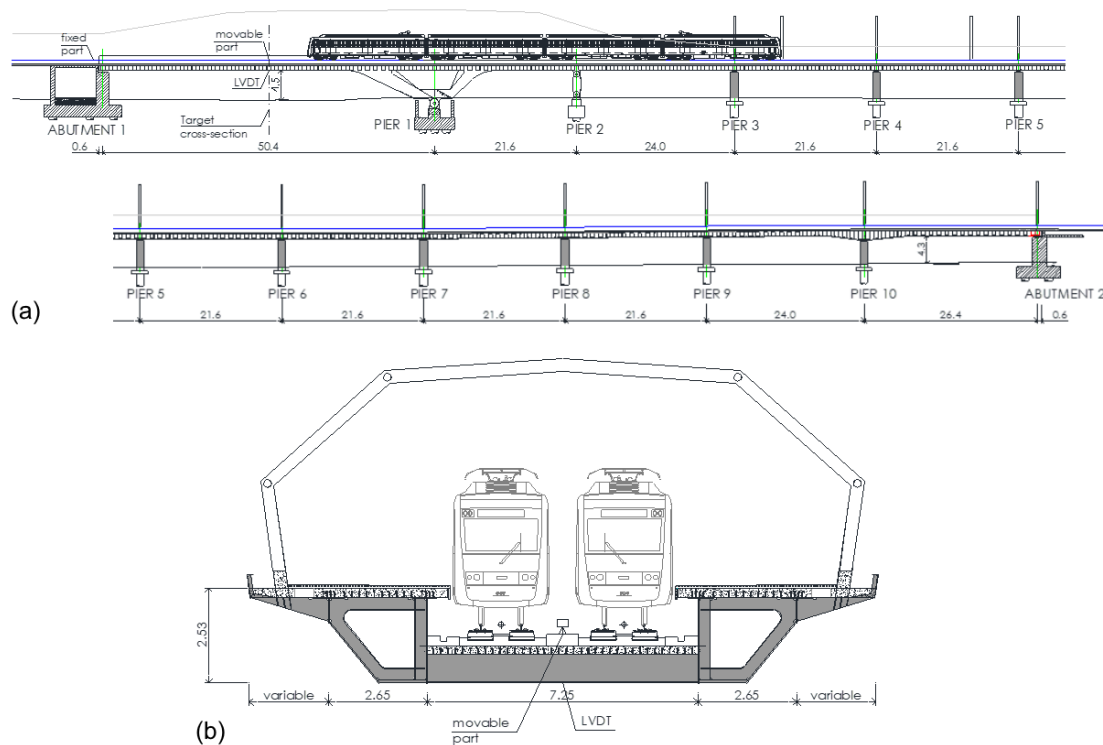 fixed
part
movable
part
LVDT
4.5
Target
cross-section
ABUTMENT 1
PIER 1
PIER 2
PIER 3
PIER 4
PIER 5
0.6
50.4
21.6
24.0
21.6
21.6
4.3
PIER 5
PIER 6
PIER 7
PIER 8
PIER 9
PIER 10
ABUTMENT 2
(a)
21.6
21.6
21.6
21.6
24.0
26.4
0.6
2.53
variable
2.65
7.25
2.65
variable
movable
part
LVDT
(b)